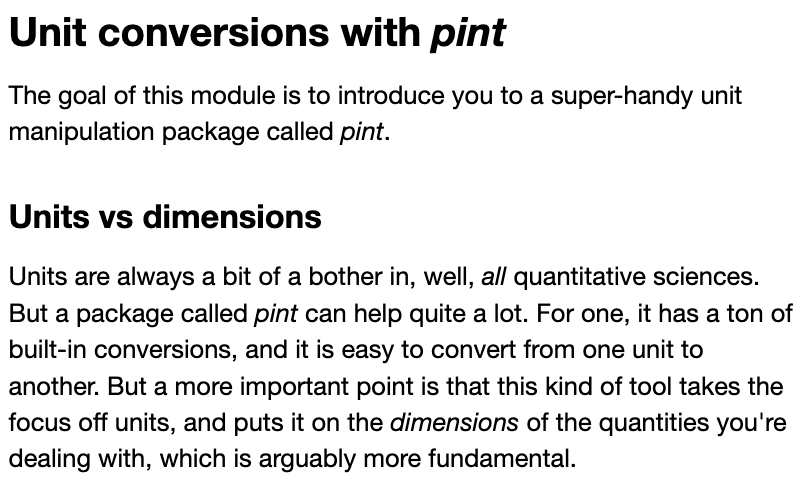 Unit conversions with pint
The goal of this module is to introduce you to a super-handy unit
manipulation package called pint.
Units vs dimensions
Units are always a bit of a bother in, well, all quantitative sciences.
But a package called pint can help quite a lot. For one, it has a ton of
built-in conversions, and it is easy to convert from one unit to
another. But a more important point is that this kind of tool takes the
focus off units, and puts it on the dimensions of the quantities you're
dealing with, which is arguably more fundamental.